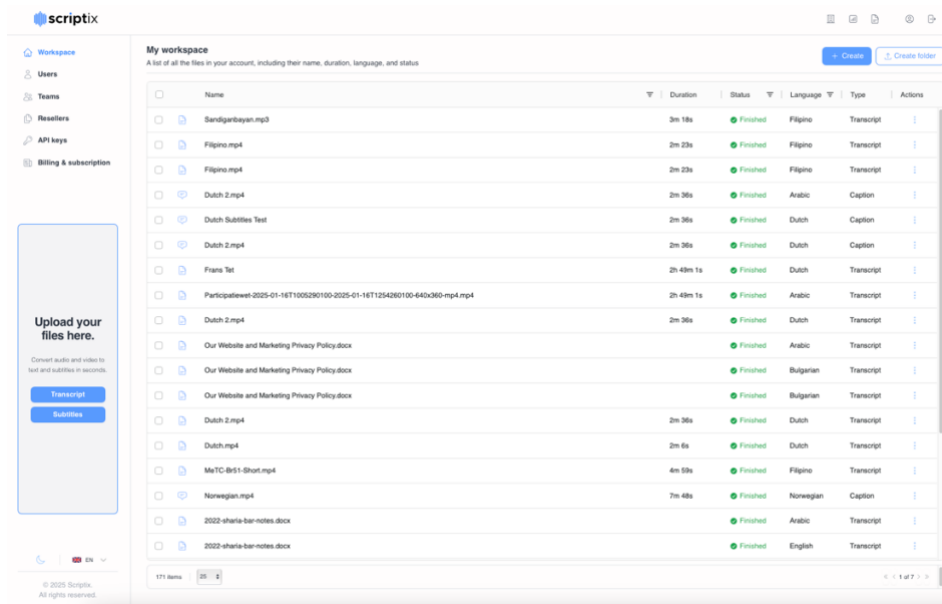 scriptix
Workspace
Users
Teams
Resellers
API keys
Billing & subscription
Upload your
files here.
Convert audio and video to
text and subtitles in seconds.
Transcript
Subtitles
EN
© 2025 Scriptix.
All rights reserved.
My workspace
A list of all the files in your account, including their name, duration, language, and status
+ Create
Create folder
Name Duration Status Language Type Actions
Sandiganbayan.mp3 3m 18s Finished Filipino Transcript
Filipino.mp4 2m 23s Finished Filipino Transcript
Filipino.mp4 2m 23s Finished Filipino Transcript
Dutch 2.mp4 2m 36s Finished Arabic Caption
Dutch Subtitles Test 2m 36s Finished Dutch Caption
Dutch 2.mp4 2m 36s Finished Dutch Caption
Frans Tet 2h 49m 1s Finished Dutch Transcript
Participatiewet-2025-01-16T1005290100-2025-01-16T1254260100-640x360-mp4.mp4 2h 49m 1s Finished Arabic Transcript
Dutch 2.mp4 2m 36s Finished Dutch Transcript
Our Website and Marketing Privacy Policy.docx Finished Arabic Transcript
Our Website and Marketing Privacy Policy.docx Finished Bulgarian Transcript
Our Website and Marketing Privacy Policy.docx Finished Bulgarian Transcript
Dutch 2.mp4 2m 36s Finished Dutch Transcript
Dutch.mp4 2m 6s Finished Dutch Transcript
MeTC-Br51-Short.mp4 4m 59s Finished Filipino Transcript
Norwegian.mp4 7m 48s Finished Norwegian Caption
2022-sharia-bar-notes.docx Finished Arabic Transcript
2022-sharia-bar-notes.docx Finished English Transcript
171 items 25 1 of 7